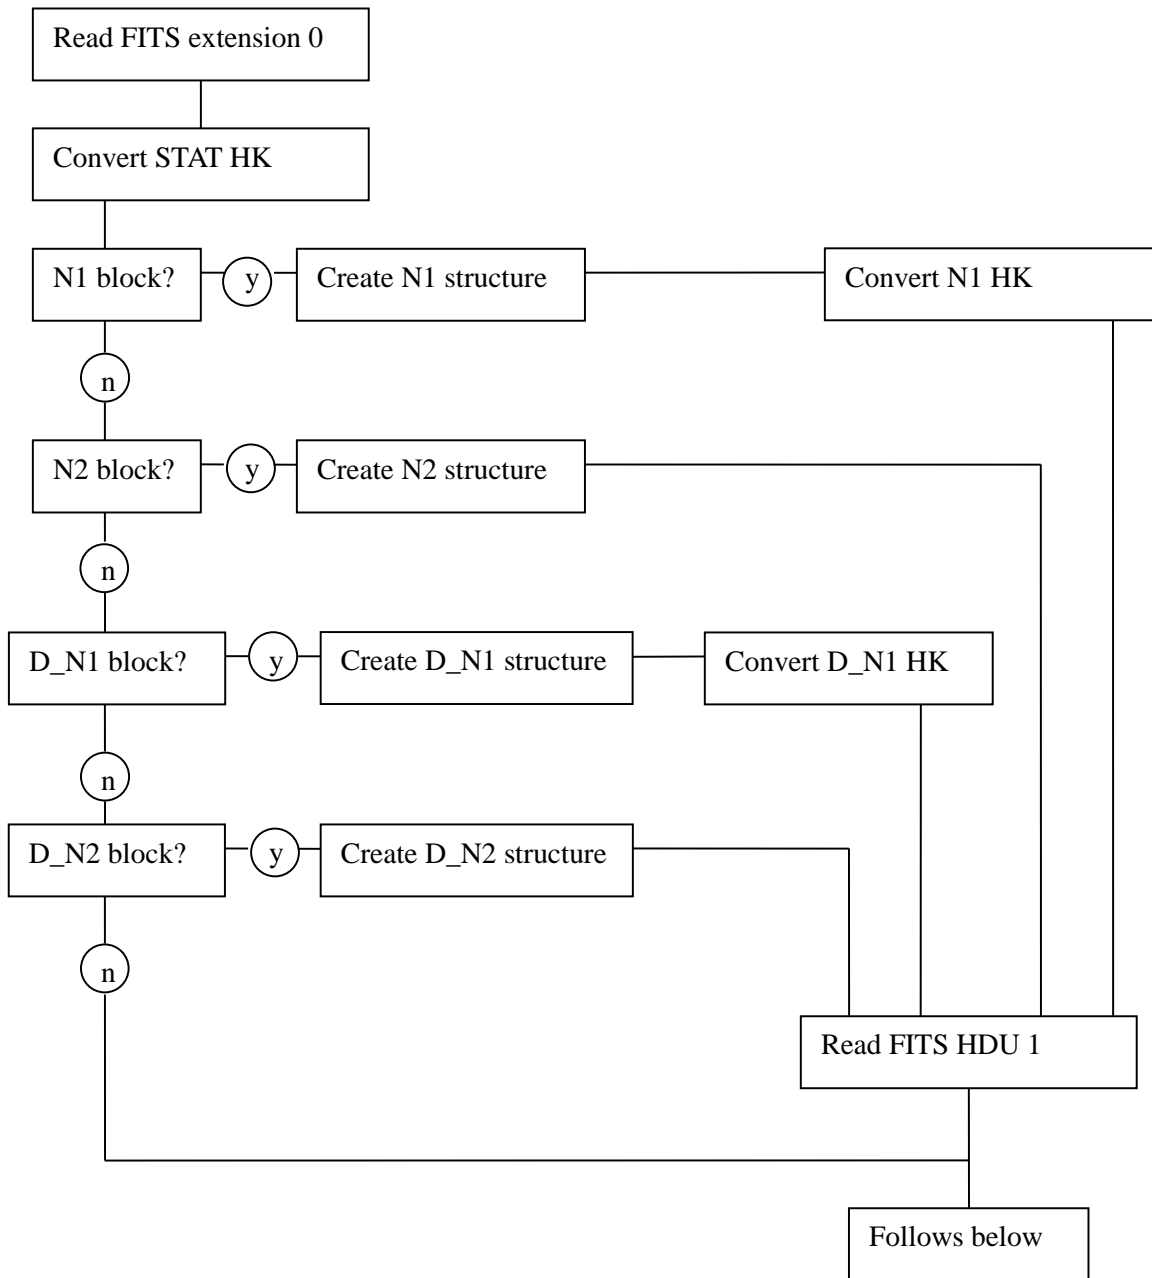 Read FITS extension 0
Convert STAT HK
N1 block?
y
Create N1 structure
Convert N1 HK
n
N2 block?
y
Create N2 structure
n
D_N1 block?
y
Create D_N1 structure
Convert D_N1 HK
n
D_N2 block?
y
Create D_N2 structure
n
Read FITS HDU 1
Follows below